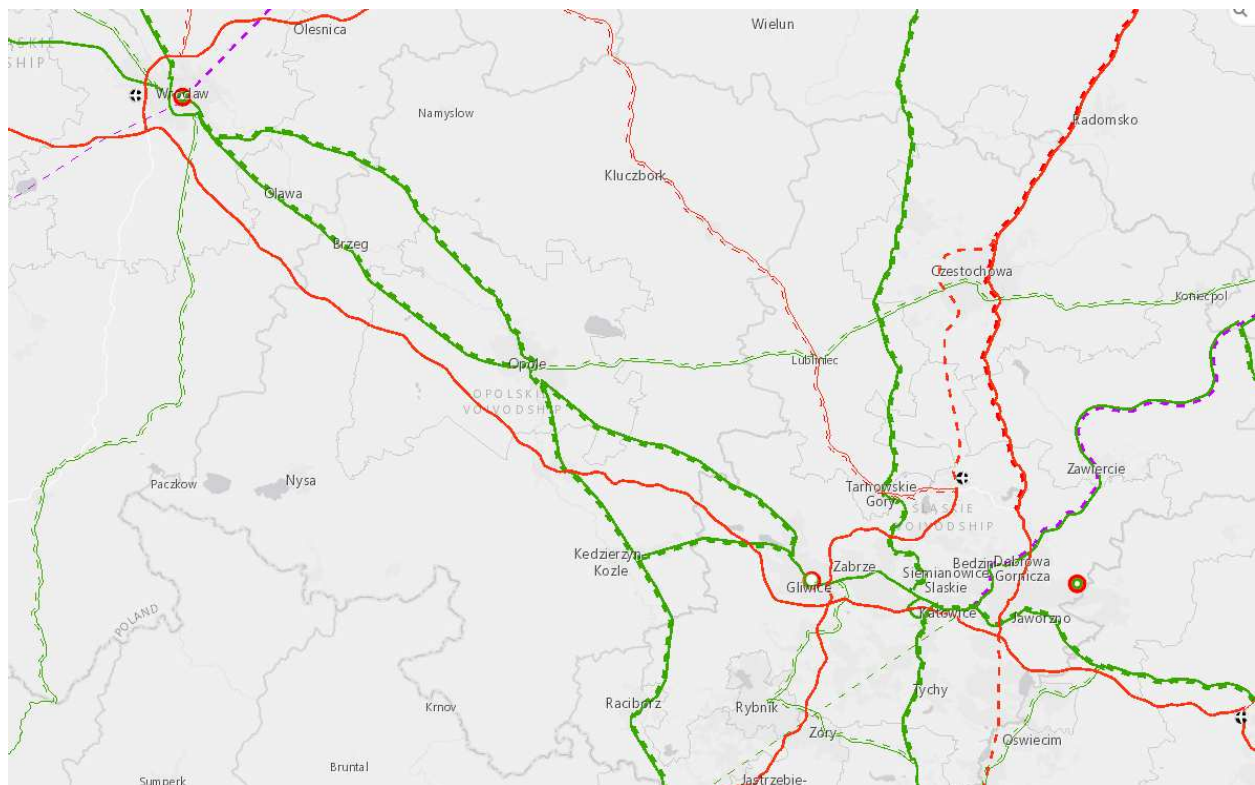 Wielun
Olesnica
SKIE
SHIP
Wroclaw
Namyslow
Radomsko
Kluczbork
Olawa
Brzeg
Czestochowa
Koniecpol
Lubliniec
Opole
OPOLSKIE
VOIVODSHIP
Zawiercie
Paczkow
Nysa
Tarnowskie
Gory
SLASKIE
VOIVODSHIP
Kedzierzyn-
Kozle
Zabrze
Bedzin
Dabrowa
Gornicza
Siemianowice
Slaskie
Gliwice
Katowice
Jaworzno
POLAND
Tychy
Raciborz
Krnov
Rybnik
Zory
Oswiecim
Bruntal
Sumperk
Jastrzebie-